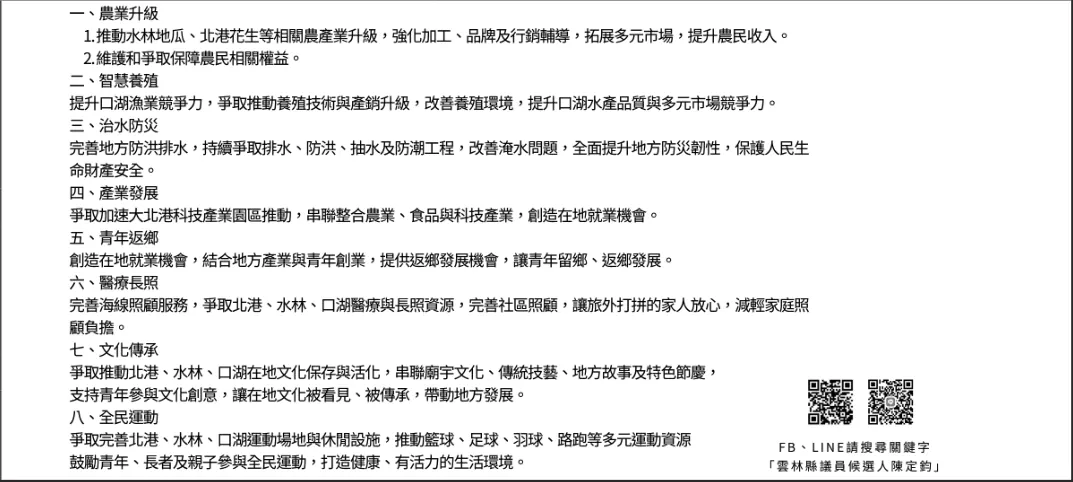 一、農業升級
1.推動水林地瓜、北港花生等相關農產業升級，強化加工、品牌及行銷輔導，拓展多元市場，提升農民收入。
2.維護和爭取保障農民相關權益。
二、智慧養殖
提升口湖漁業競爭力，爭取推動養殖技術與產銷升級，改善養殖環境，提升口湖水產品質與多元市場競爭力。
三、治水防災
完善地方防洪排水，持續爭取排水、防洪、抽水及防潮工程，改善淹水問題，全面提升地方防災韌性，保護人民生
命財產安全。
四、產業發展
爭取加速大北港科技產業園區推動，串聯整合農業、食品與科技產業，創造在地就業機會。
五、青年返鄉
創造在地就業機會，結合地方產業與青年創業，提供返鄉發展機會，讓青年留鄉、返鄉發展。
六、醫療長照
完善海線照顧服務，爭取北港、水林、口湖醫療與長照資源，完善社區照顧，讓旅外打拼的家人放心，減輕家庭照
顧負擔。
七、文化傳承
爭取推動北港、水林、口湖在地文化保存與活化，串聯廟宇文化、傳統技藝、地方故事及特色節慶，
支持青年參與文化創意，讓在地文化被看見、被傳承，帶動地方發展。
八、全民運動
爭取完善北港、水林、口湖運動場地與休閒設施，推動籃球、足球、羽球、路跑等多元運動資源
鼓勵青年、長者及親子參與全民運動，打造健康、有活力的生活環境。
FB、LINE請搜尋關鍵字
「雲林縣議員候選人陳定鈞」